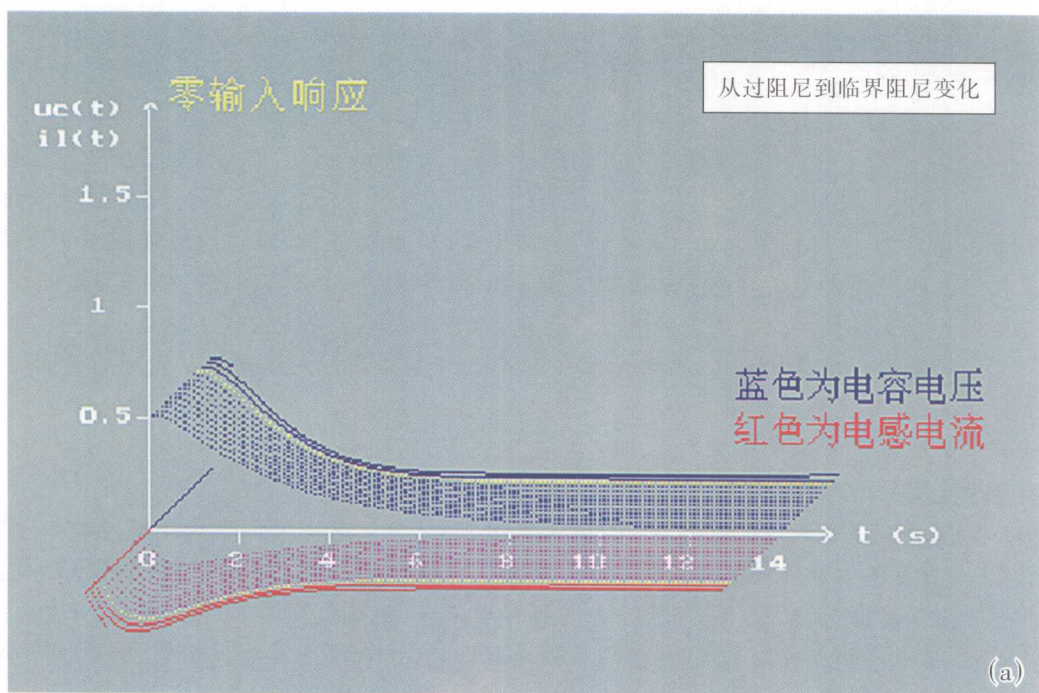 零输入响应
从过阻尼到临界阻尼变化
uc(t)
il(t)
1.5
1
0.5
蓝色为电容电压
红色为电感电流
t (s)
0 2 4 6 8 10 12 14
(a)